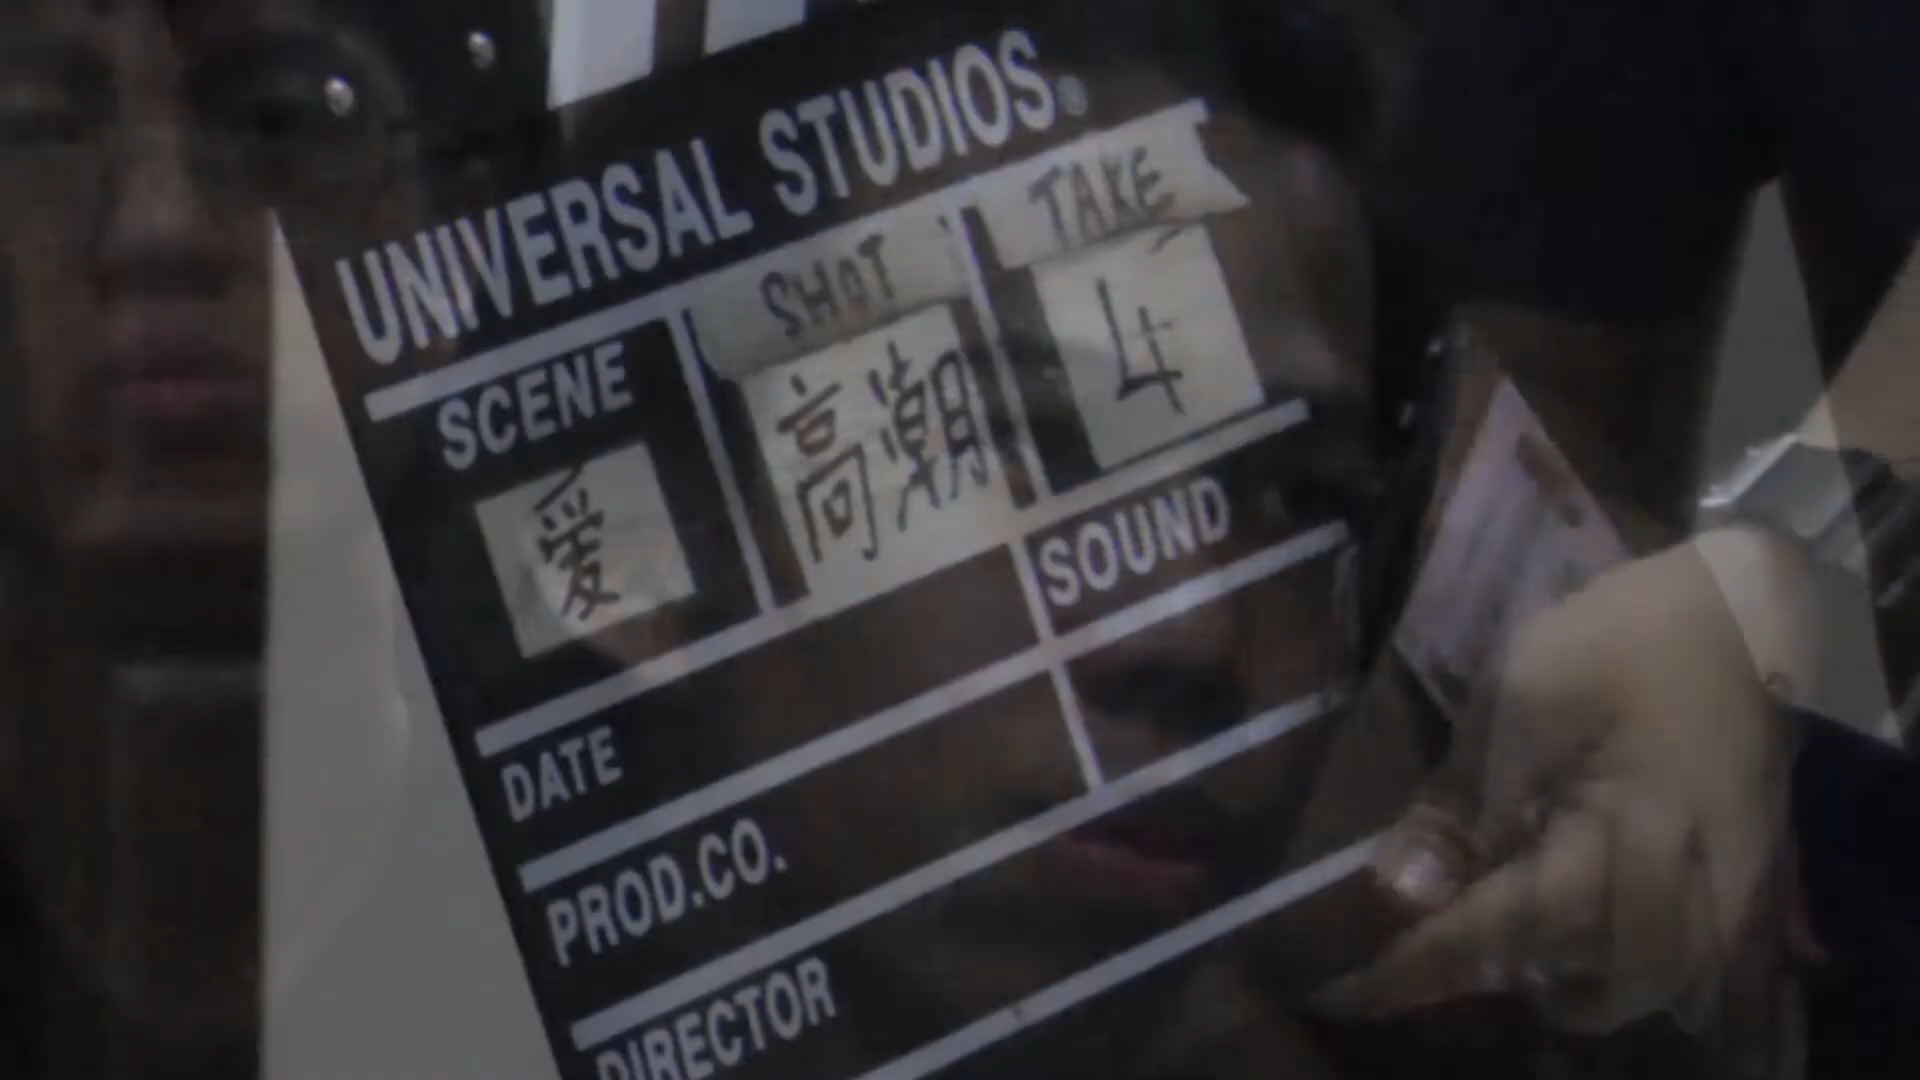 UNIVERSAL STUDIOS®
SCENE SHOT TAKE
爱 高潮 4
SOUND
DATE
PROD.CO.
DIRECTOR